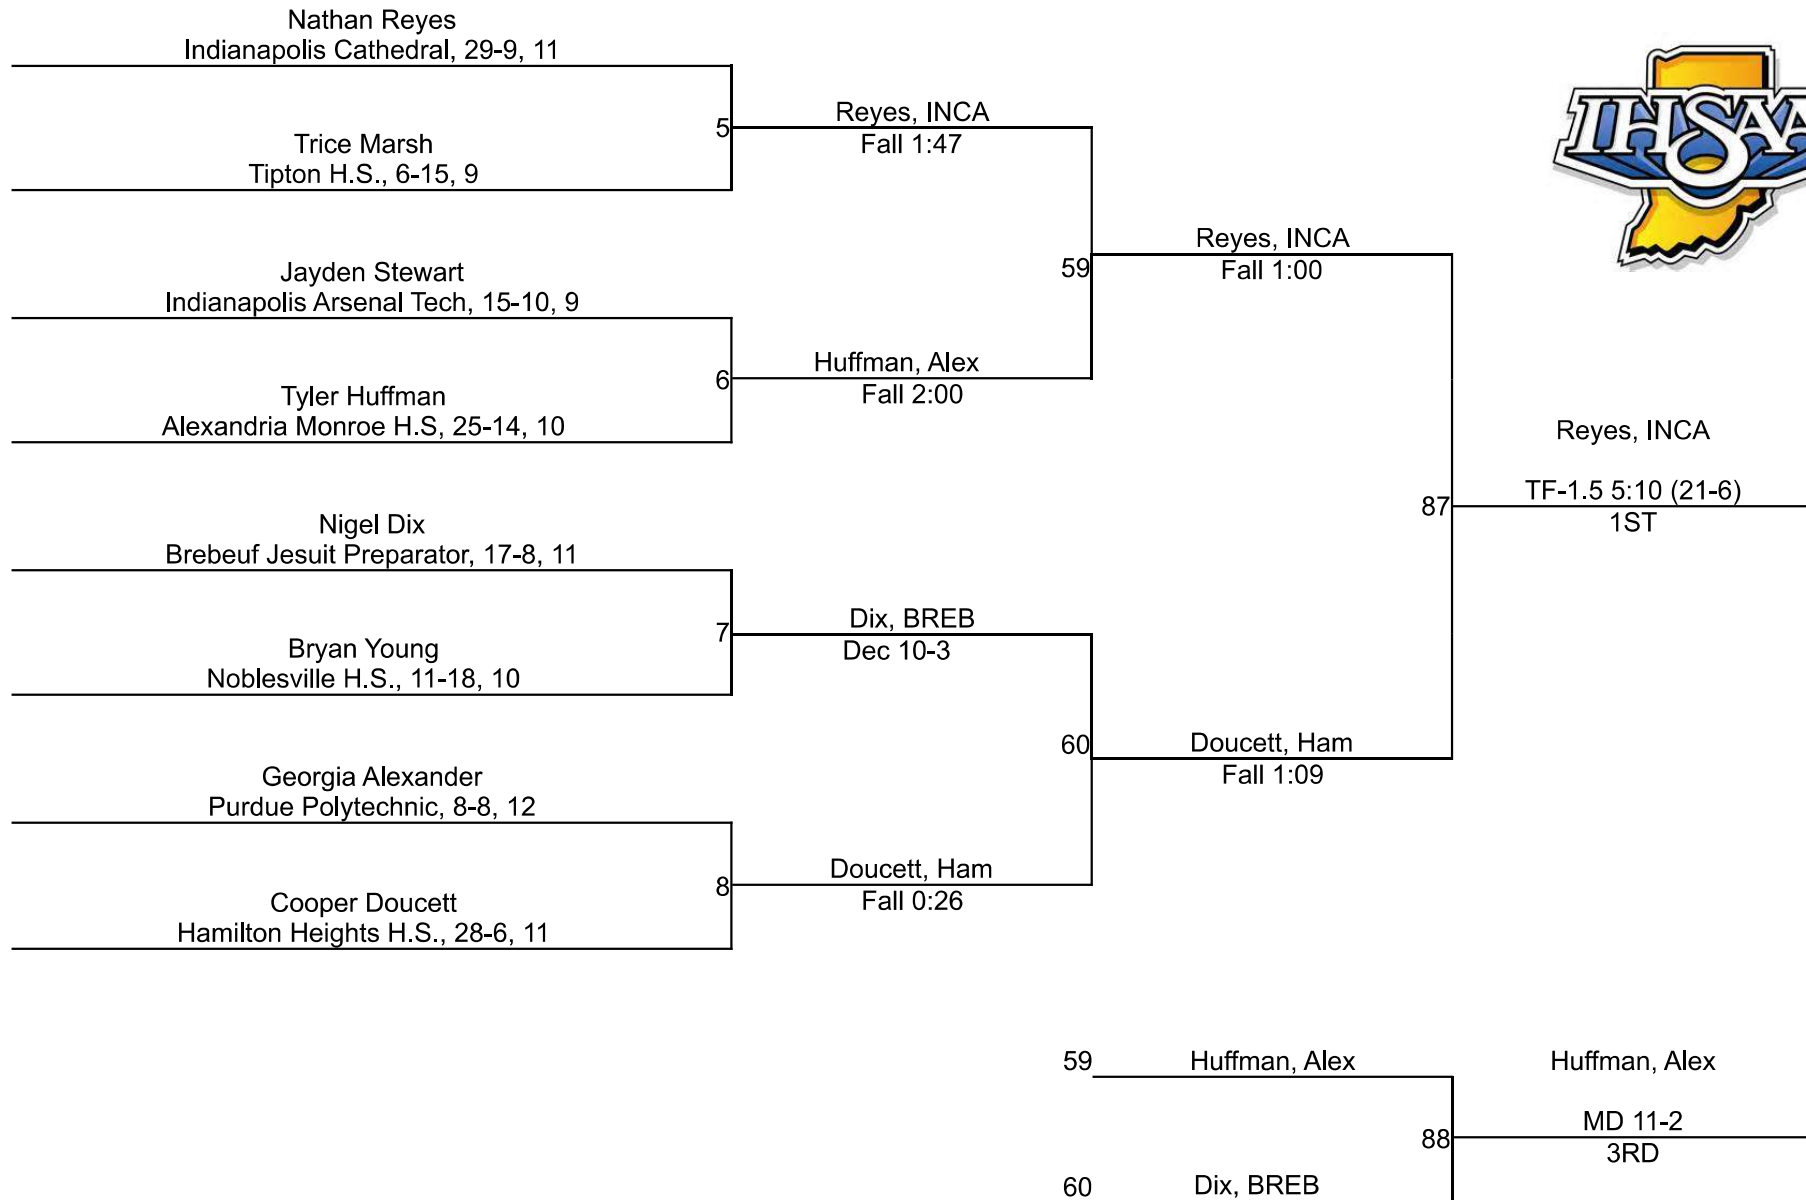 Nathan Reyes
Indianapolis Cathedral, 29-9, 11
Trice Marsh
Tipton H.S., 6-15, 9
Jayden Stewart
Indianapolis Arsenal Tech, 15-10, 9
Tyler Huffman
Alexandria Monroe H.S, 25-14, 10
Nigel Dix
Brebeuf Jesuit Preparator, 17-8, 11
Bryan Young
Noblesville H.S., 11-18, 10
Georgia Alexander
Purdue Polytechnic, 8-8, 12
Cooper Doucett
Hamilton Heights H.S., 28-6, 11
5
Reyes, INCA
Fall 1:47
6
Huffman, Alex
Fall 2:00
7
Dix, BREB
Dec 10-3
8
Doucett, Ham
Fall 0:26
59
Reyes, INCA
Fall 1:00
60
Doucett, Ham
Fall 1:09
IHSAA
87
Reyes, INCA
TF-1.5 5:10 (21-6)
1ST
59
Huffman, Alex
60
Dix, BREB
88
Huffman, Alex
MD 11-2
3RD